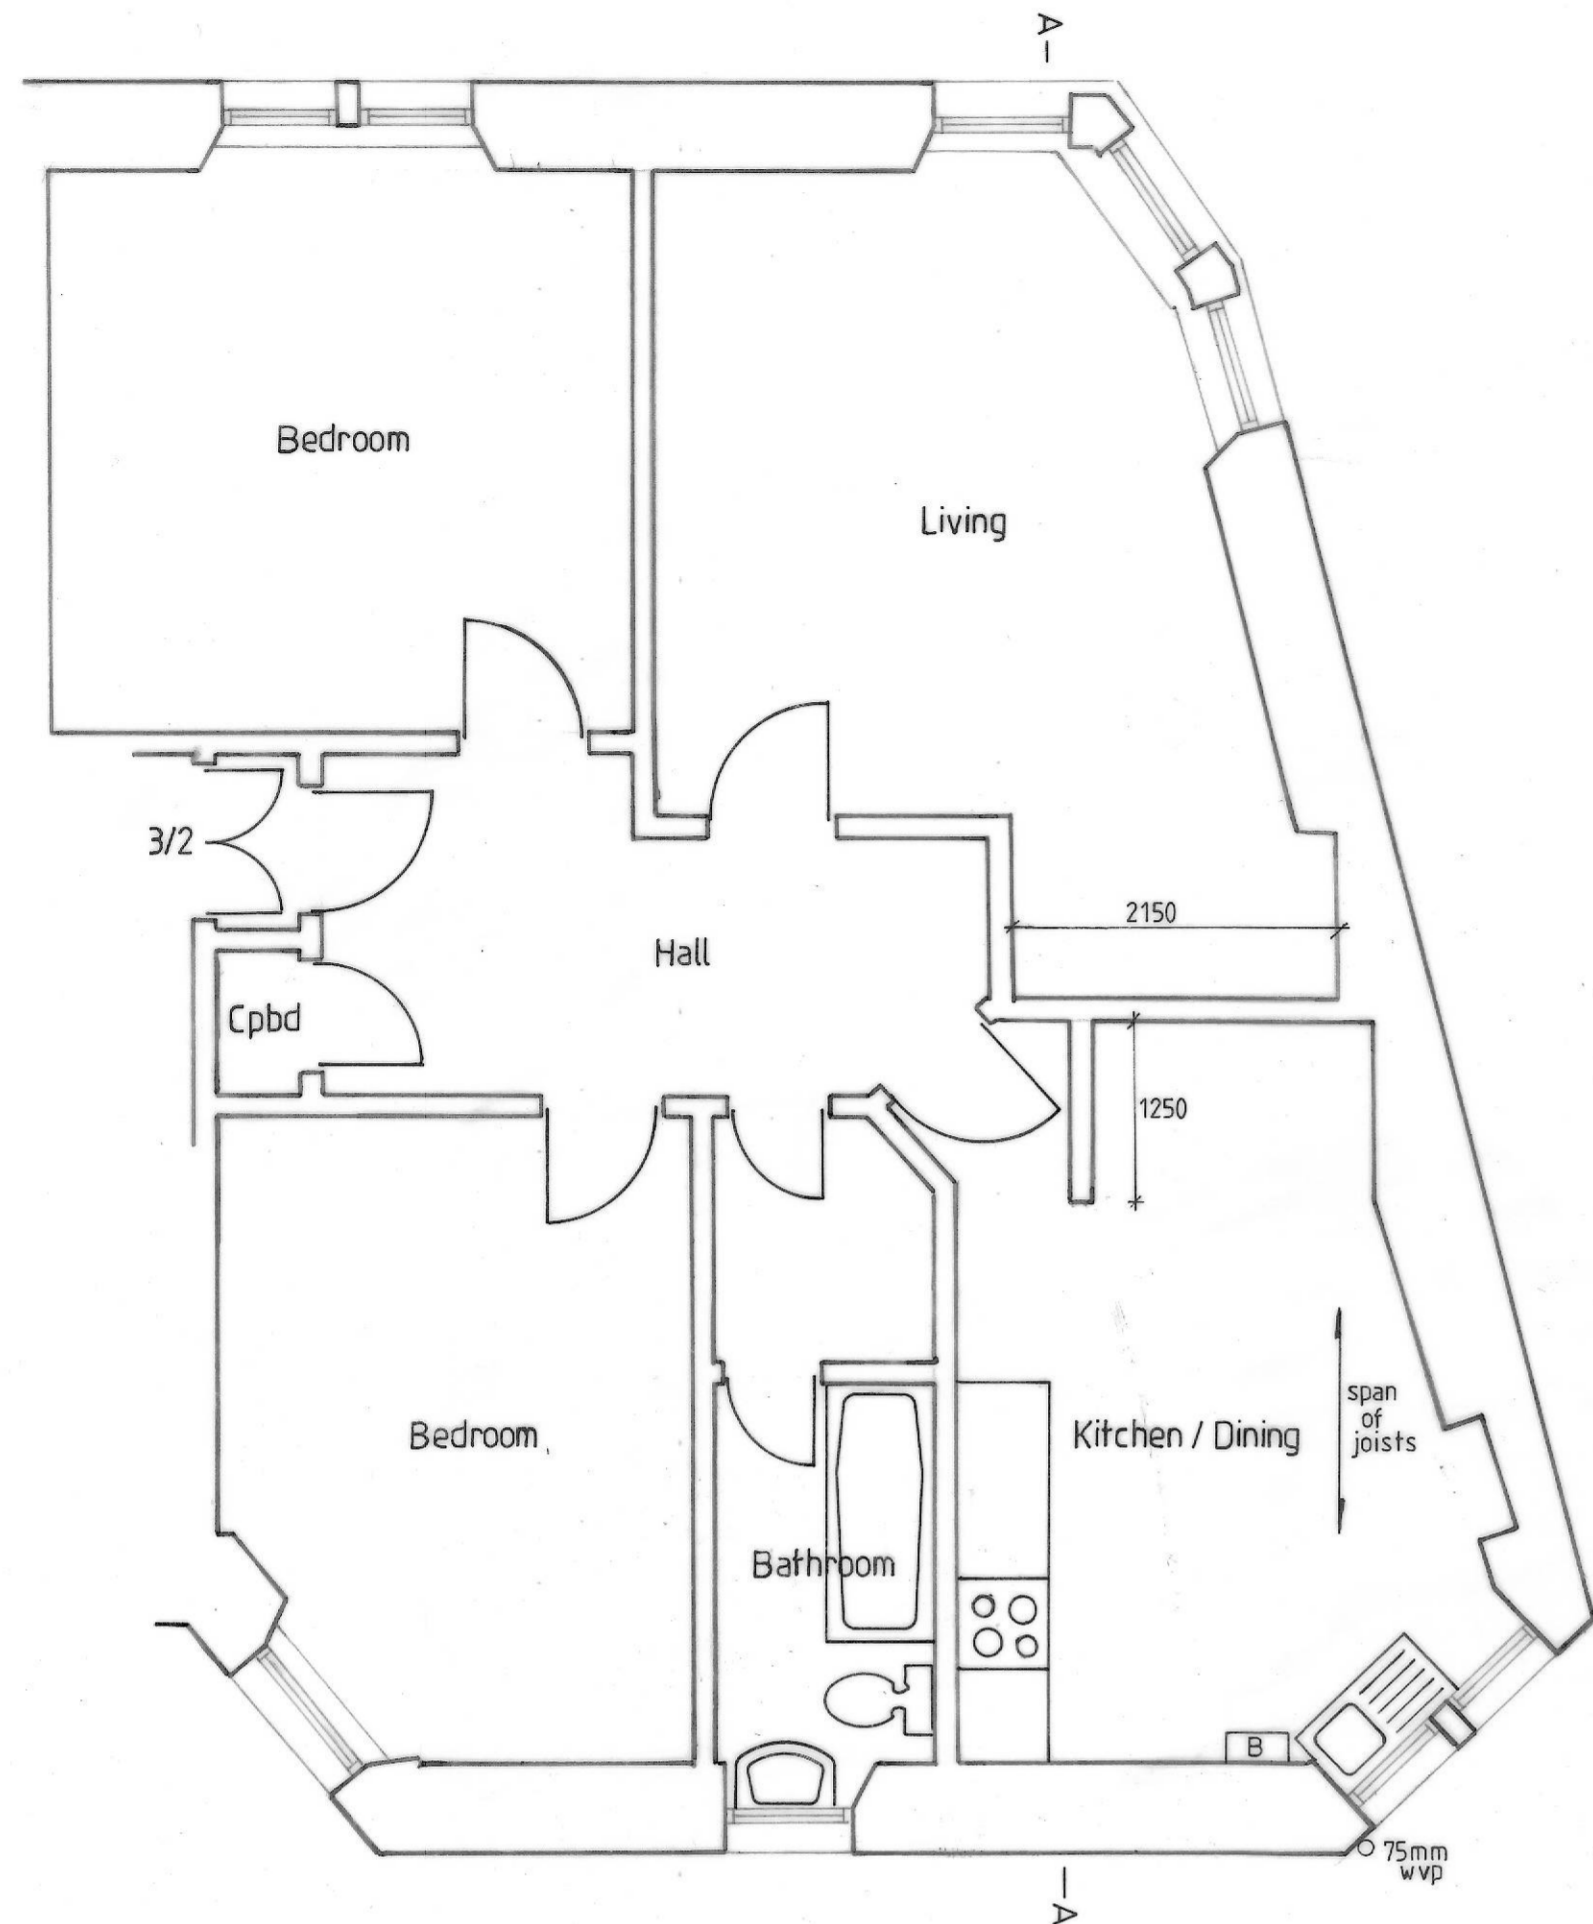 A
Bedroom
Living
3/2
2150
Hall
Cpbd
1250
span
of
joists
Bedroom
Kitchen / Dining
Bathroom
B
75mm
wvp
A